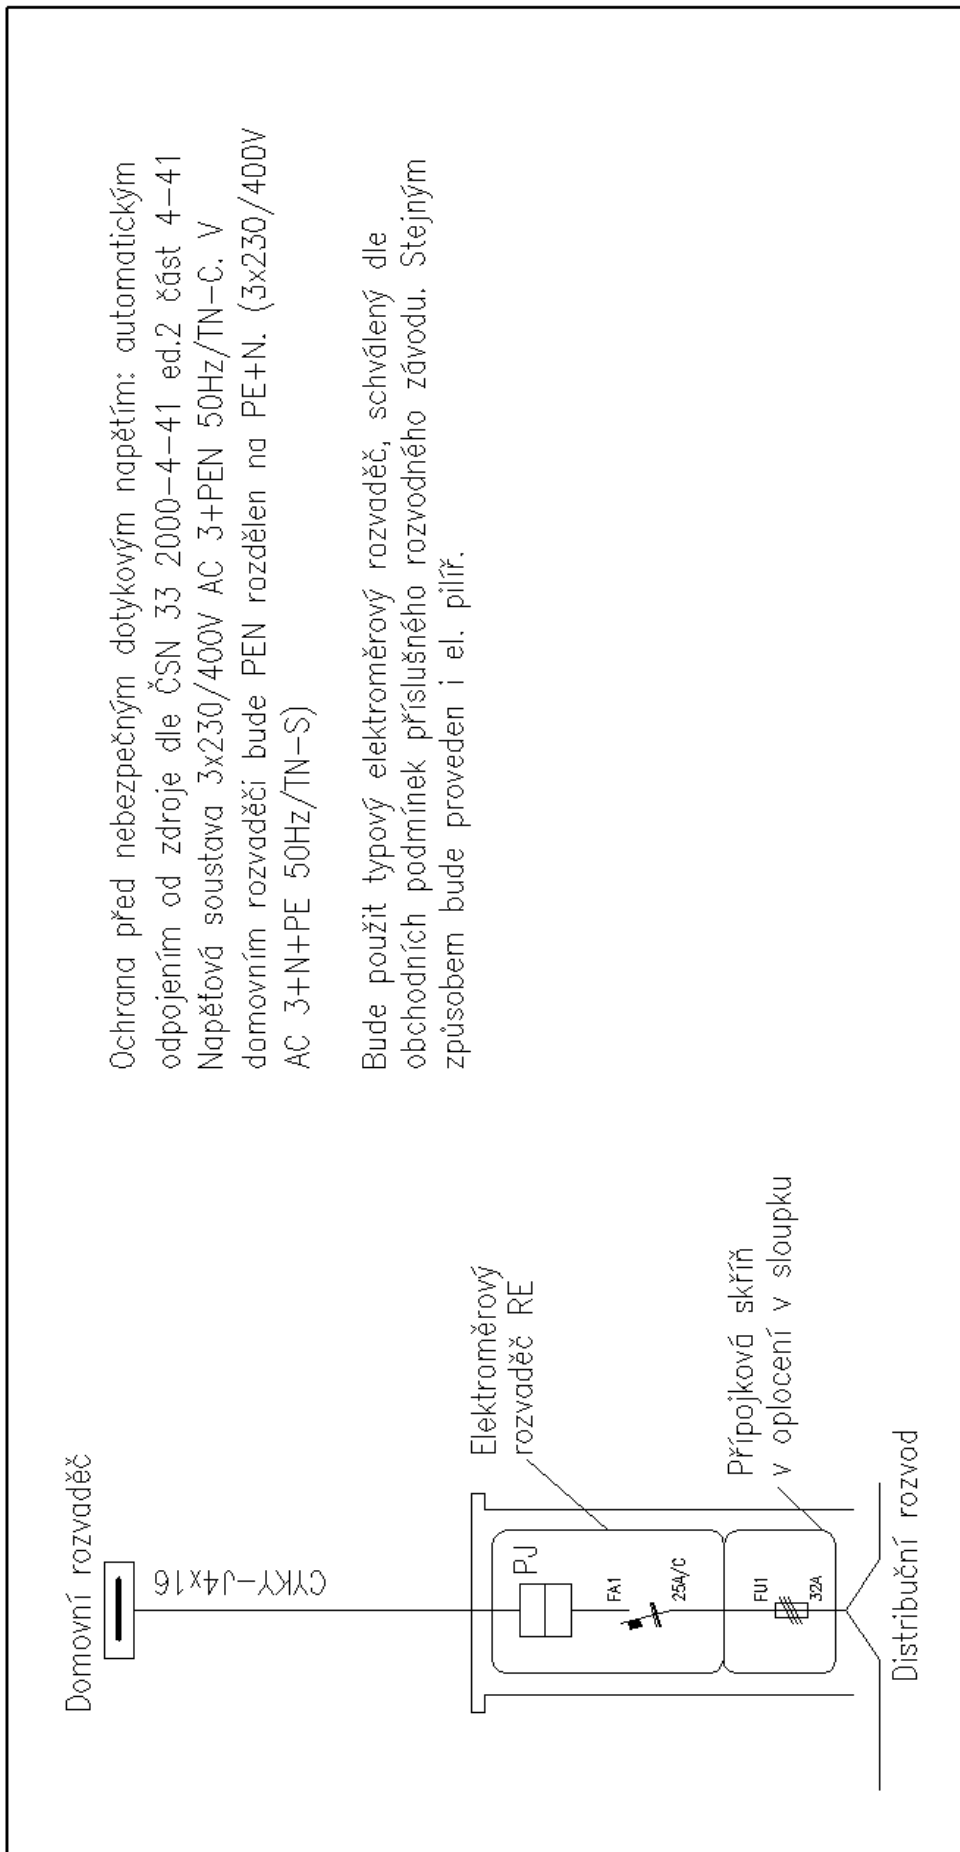 Ochrana před nebezpečným dotykovým napětím: automatickým
odpojením od zdroje dle ČSN 33 2000-4-41 ed.2 část 4-41
Napěťová soustava 3x230/400V AC 3+PEN 50Hz/TN-C. V
domovním rozvaděči bude PEN rozdělen na PE+N. (3x230/400V
AC 3+N+PE 50Hz/TN-S)
Bude použit typový elektroměrový rozvaděč, schválený dle
obchodních podmínek příslušného rozvodného závodu. Stejným
způsobem bude proveden i el. pilíř.
Domovní rozvaděč
CYKY-J4x16
Elektroměrový
rozvaděč RE
PJ
FA1
25A/C
Přípojková skříň
v oplocení v sloupku
FU1
32A
Distribuční rozvod